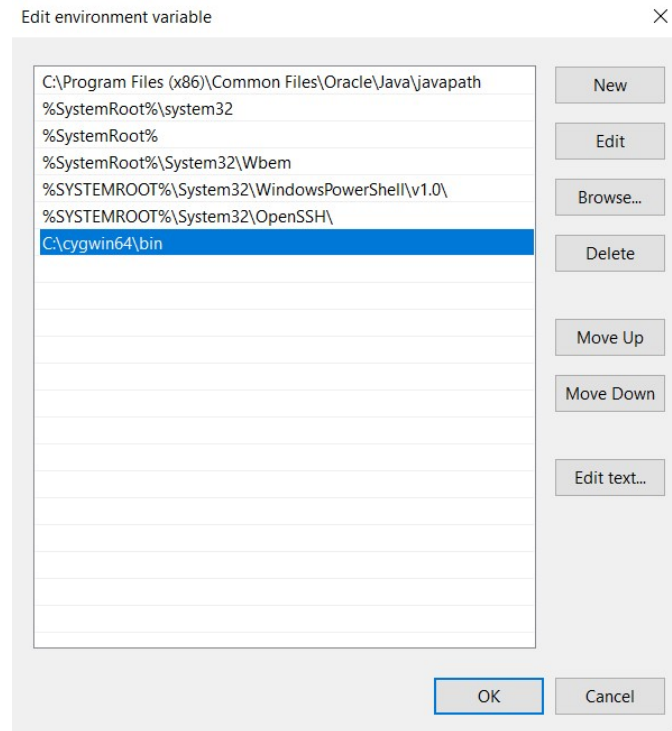 Edit environment variable
C:\Program Files (x86)\Common Files\Oracle\Java\javapath
%SystemRoot%\system32
%SystemRoot%
%SystemRoot%\System32\Wbem
%SYSTEMROOT%\System32\WindowsPowerShell\v1.0\
%SYSTEMROOT%\System32\OpenSSH\
C:\cygwin64\bin
New
Edit
Browse...
Delete
Move Up
Move Down
Edit text...
OK
Cancel